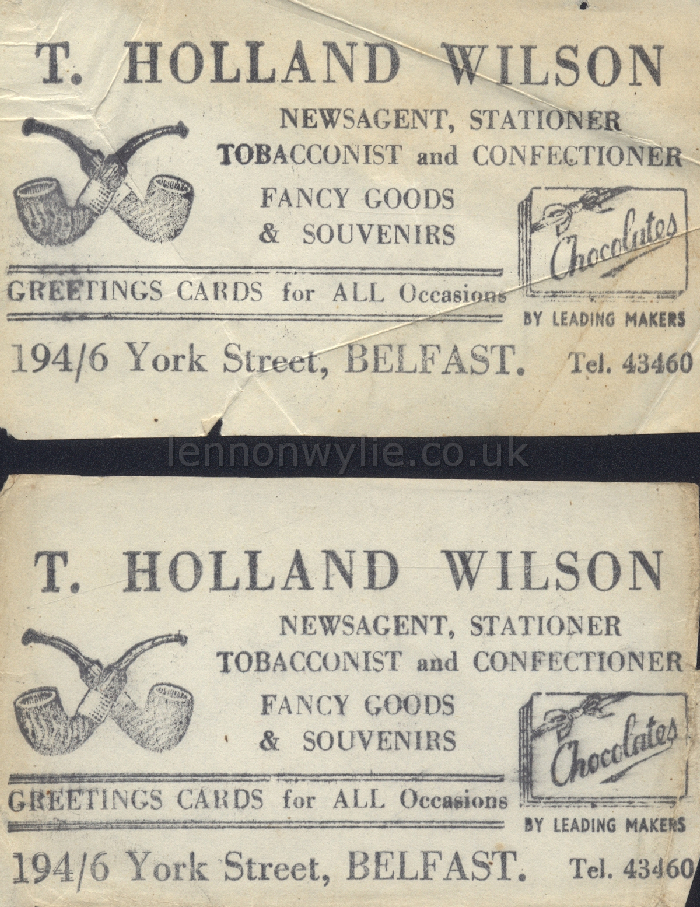 T. HOLLAND WILSON
NEWSAGENT, STATIONER
TOBACCONIST and CONFECTIONER
FANCY GOODS
& SOUVENIRS
Chocolates
GREETINGS CARDS for ALL Occasions
BY LEADING MAKERS
194/6 York Street, BELFAST. Tel. 43460
lennonwylie.co.uk
T. HOLLAND WILSON
NEWSAGENT, STATIONER
TOBACCONIST and CONFECTIONER
FANCY GOODS
& SOUVENIRS
Chocolates
GREETINGS CARDS for ALL Occasions
BY LEADING MAKERS
194/6 York Street, BELFAST. Tel. 43460